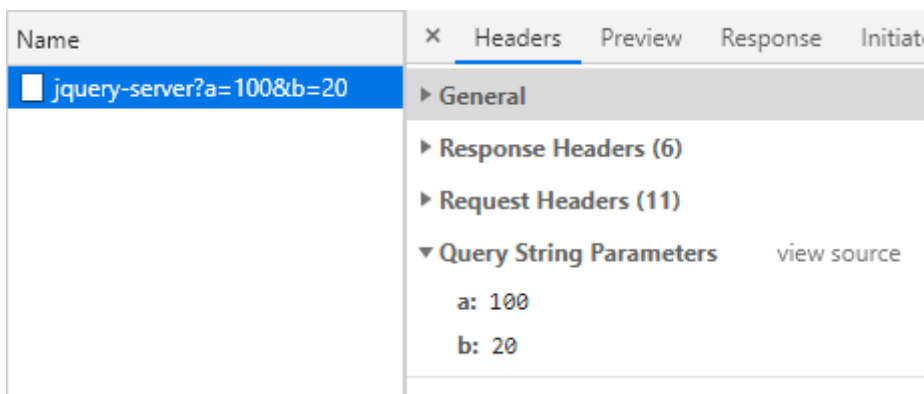 Name
× Headers Preview Response Initiat
jquery-server?a=100&b=20
General
Response Headers (6)
Request Headers (11)
Query String Parameters view source
a: 100
b: 20